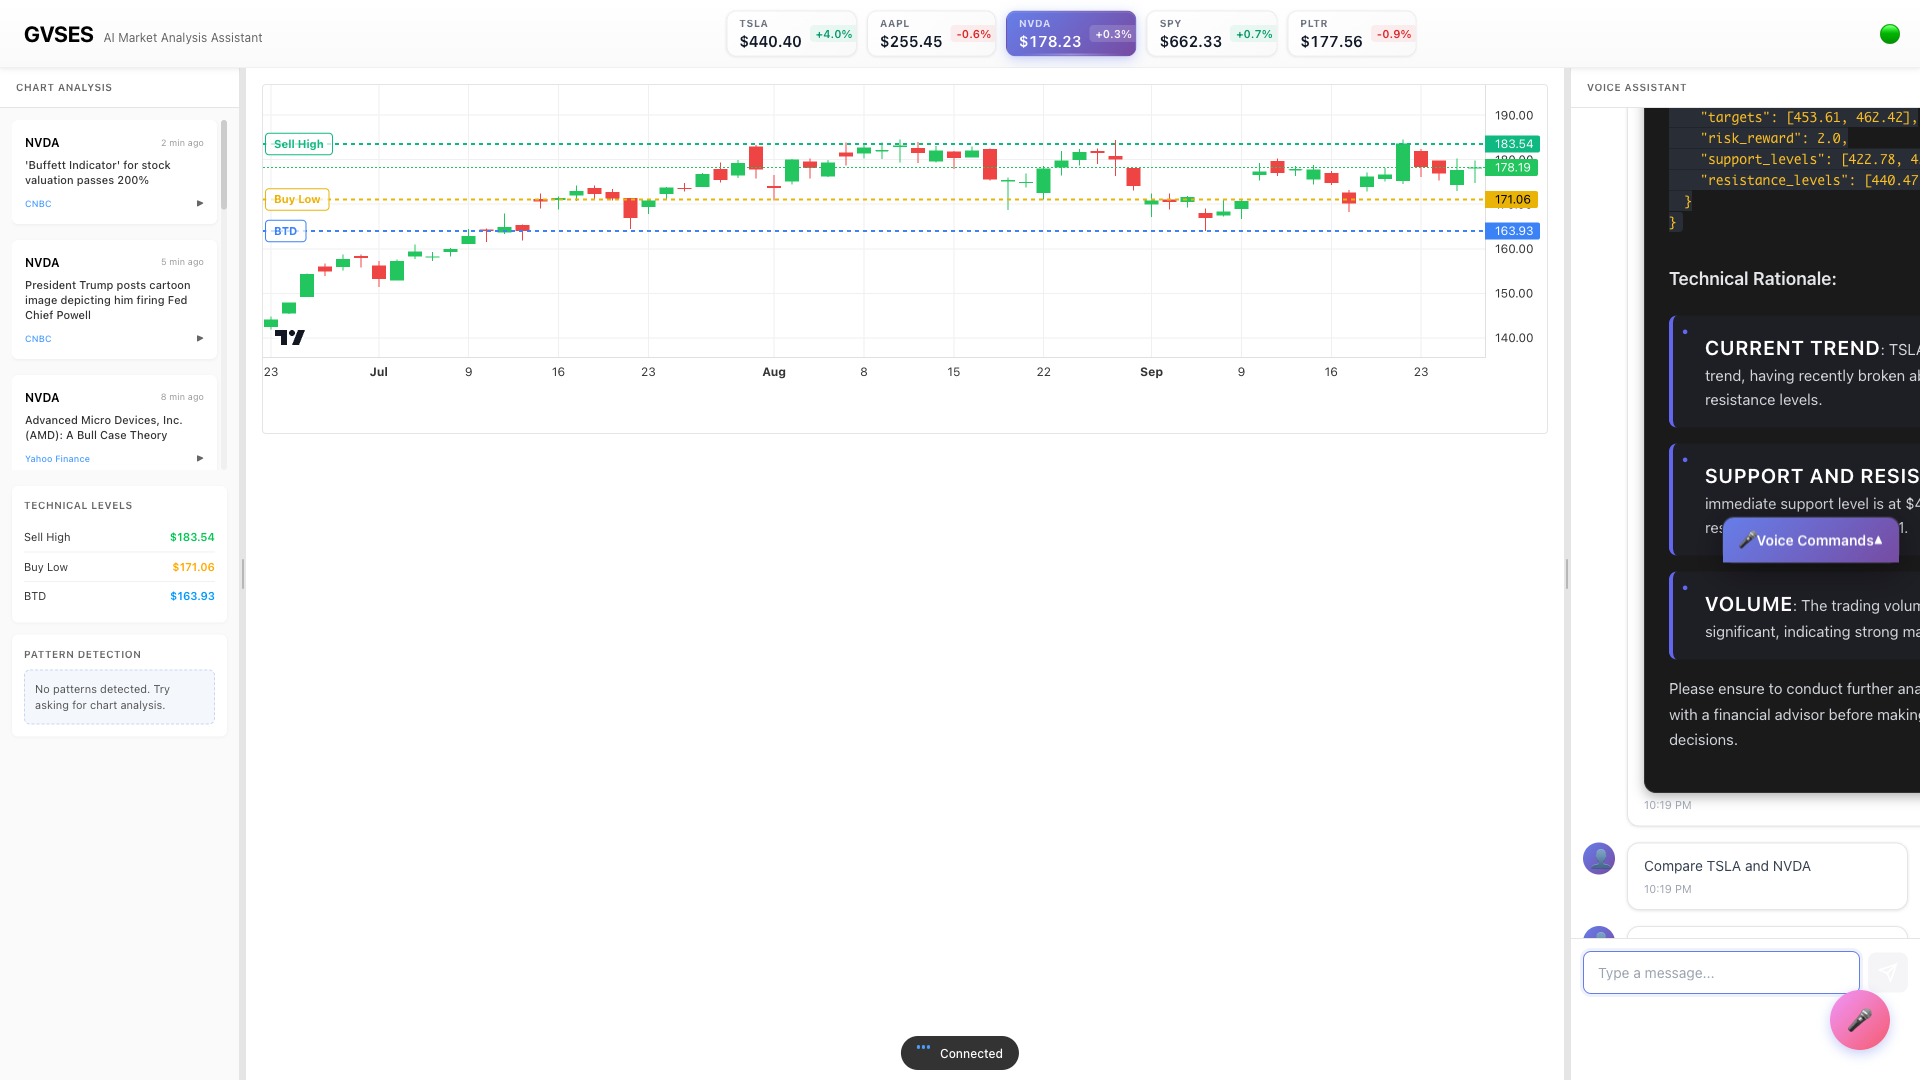 GVSES AI Market Analysis Assistant
TSLA
$440.40 +4.0%
AAPL
$255.45 -0.6%
NVDA
$178.23 +0.3%
SPY
$662.33 +0.7%
PLTR
$177.56 -0.9%
CHART ANALYSIS
NVDA 2 min ago
'Buffett Indicator' for stock
valuation passes 200%
CNBC
NVDA 5 min ago
President Trump posts cartoon
image depicting him firing Fed
Chief Powell
CNBC
NVDA 8 min ago
Advanced Micro Devices, Inc.
(AMD): A Bull Case Theory
Yahoo Finance
TECHNICAL LEVELS
Sell High $183.54
Buy Low $171.06
BTD $163.93
PATTERN DETECTION
No patterns detected. Try
asking for chart analysis.
Sell High
Buy Low
BTD
190.00
183.54
180.00
178.19
171.06
163.93
160.00
150.00
140.00
23 Jul 9 16 23 Aug 8 15 22 Sep 9 16 23
Connected
VOICE ASSISTANT
"targets": [453.61, 462.42],
"risk_reward": 2.0,
"support_levels": [422.78, 4
"resistance_levels": [440.47
}
}
Technical Rationale:
CURRENT TREND: TSLA
trend, having recently broken ab
resistance levels.
SUPPORT AND RESIS
immediate support level is at $4
res 1.
Voice Commands
VOLUME: The trading volum
significant, indicating strong ma
Please ensure to conduct further ana
with a financial advisor before making
decisions.
10:19 PM
Compare TSLA and NVDA
10:19 PM
Type a message...